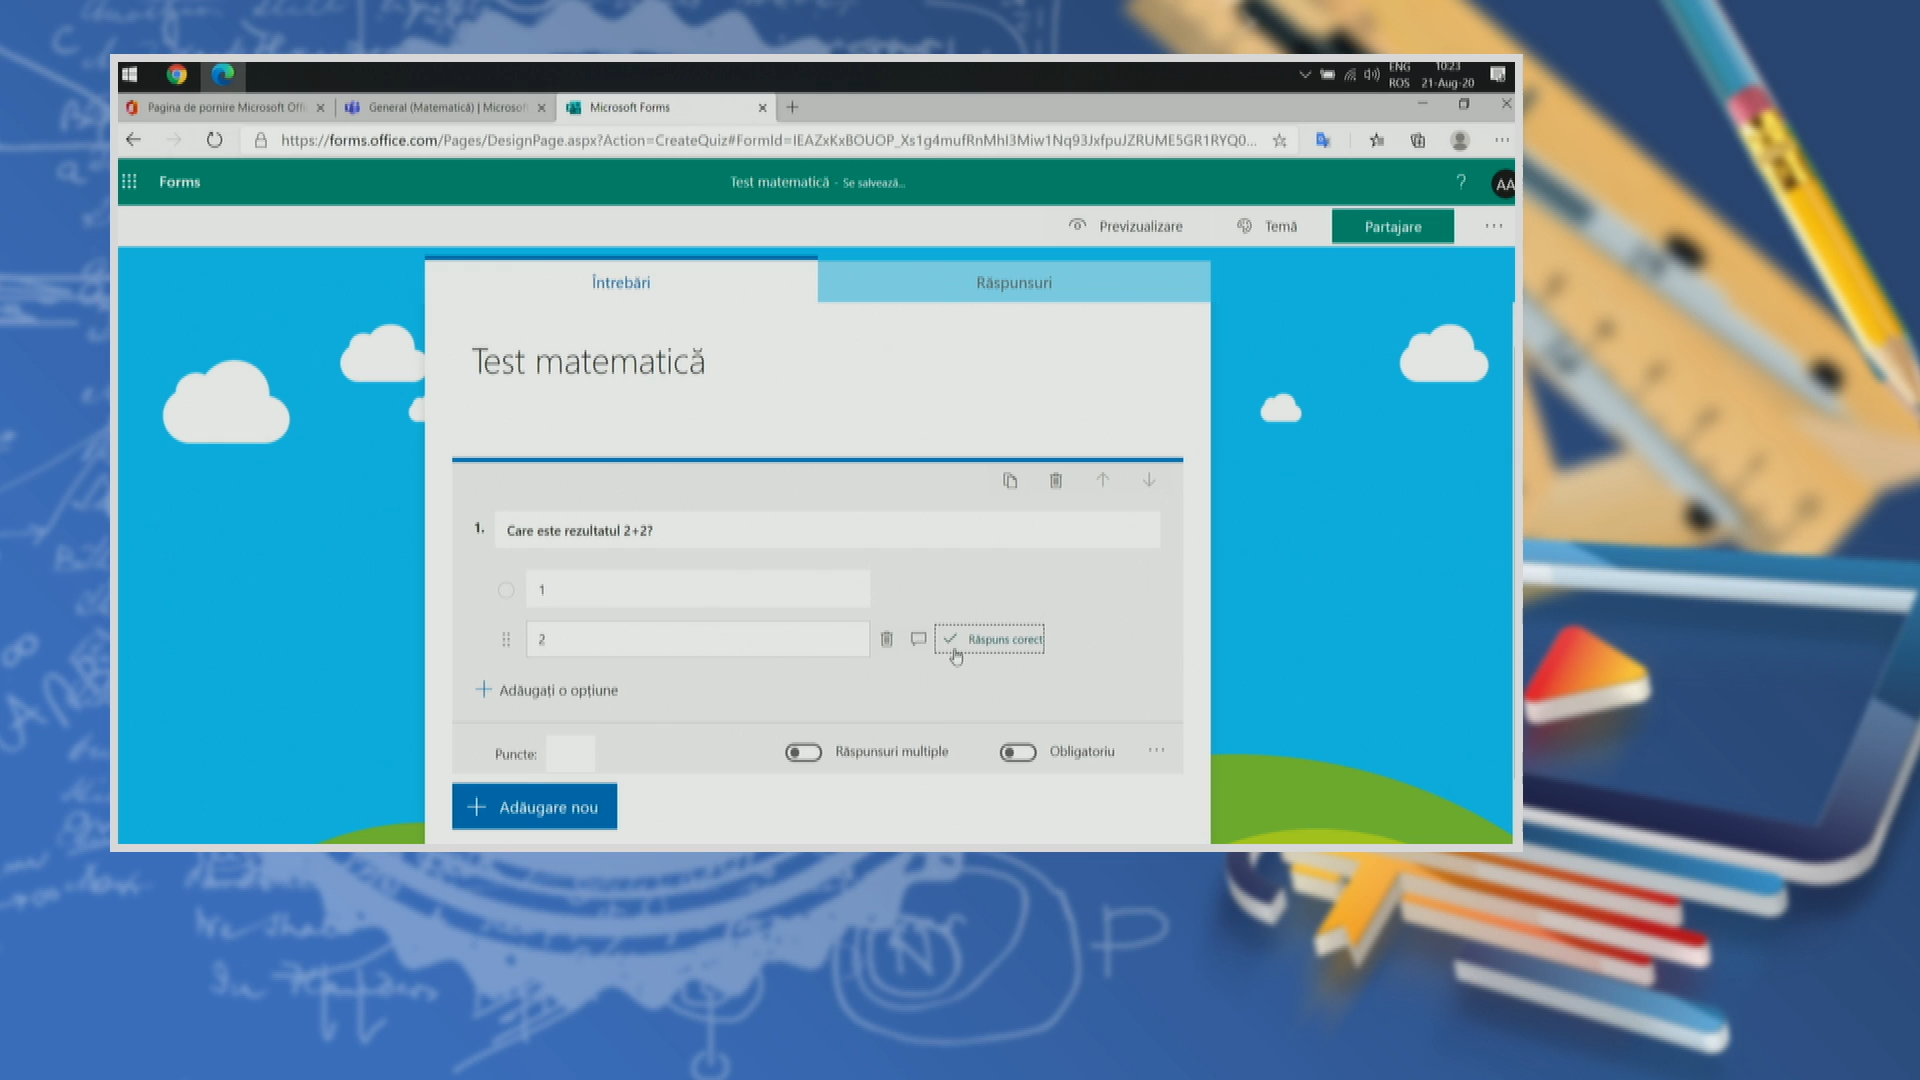 ENG 10:23
ROS 21-Aug-20
Pagina de pornire Microsoft Offi
General (Matematică) | Microsof
Microsoft Forms
https://forms.office.com/Pages/DesignPage.aspx?Action=CreateQuiz#FormId=
Forms
Test matematică - Se salvează...
?
AA
Previzualizare
Temă
Partajare
...
Întrebări
Răspunsuri
Test matematică
1. Care este rezultatul 2+2?
1
2
Răspuns corect
Adăugați o opțiune
Puncte:
Răspunsuri multiple
Obligatoriu
...
Adăugare nou
We
In
P